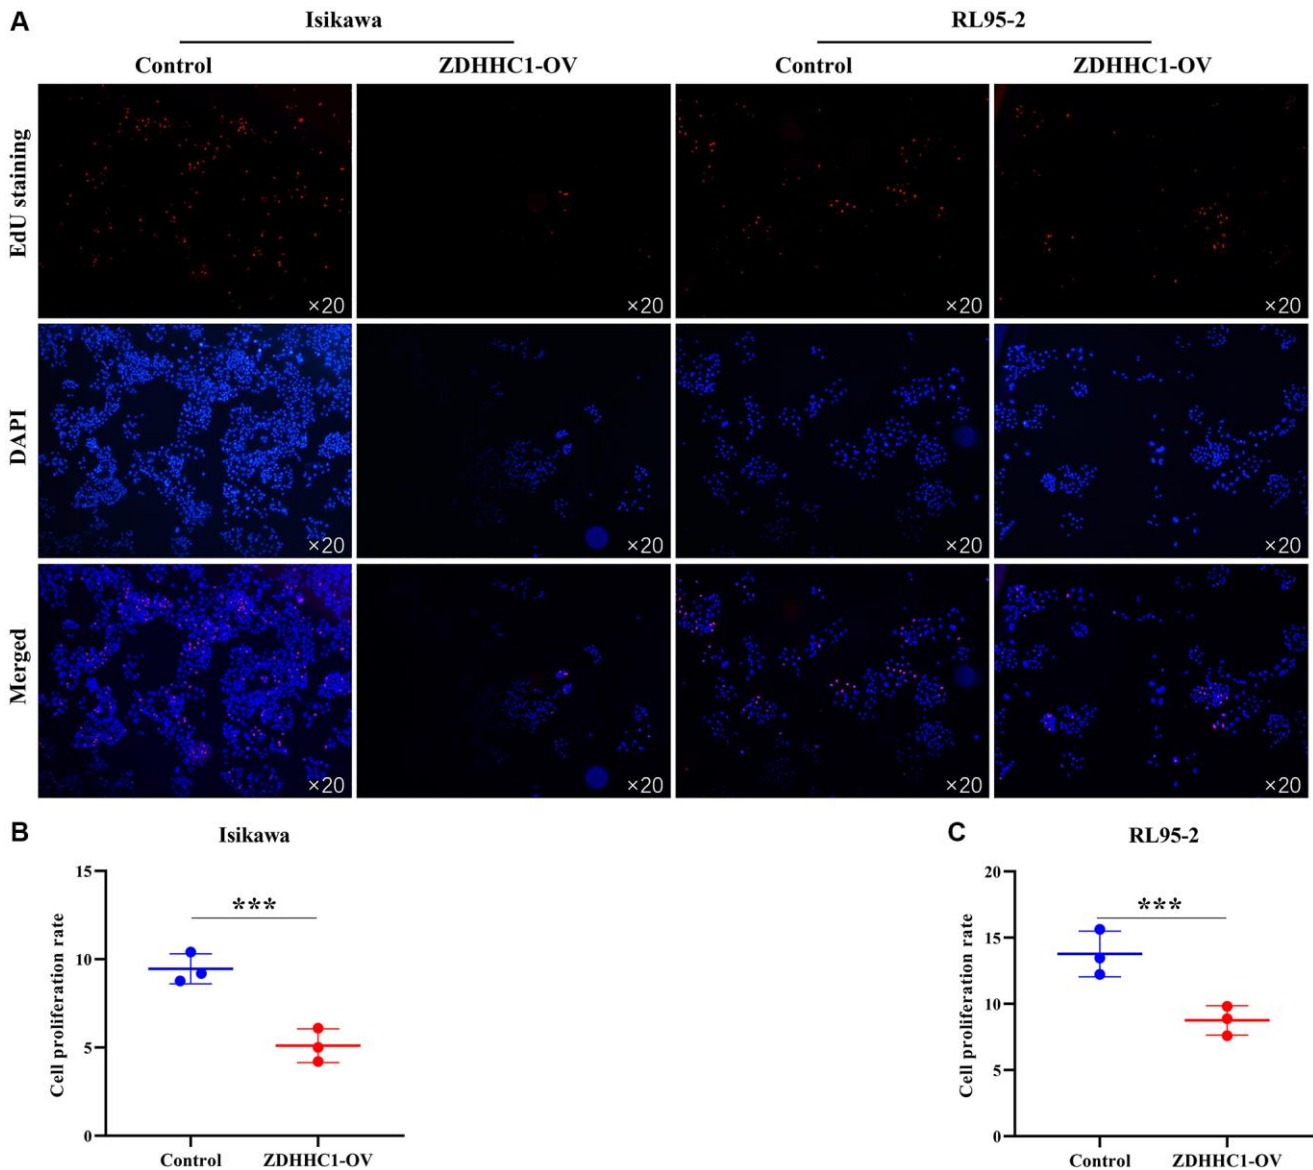 A
Isikawa
RL95-2
Control
ZDHHC1-OV
Control
ZDHHC1-OV
EdU staining
×20
×20
×20
×20
DAPI
×20
×20
×20
×20
Merged
×20
×20
×20
×20
B
Isikawa
Cell proliferation rate
15
10
5
0
***
Control
ZDHHC1-OV
C
RL95-2
Cell proliferation rate
20
15
10
5
0
***
Control
ZDHHC1-OV